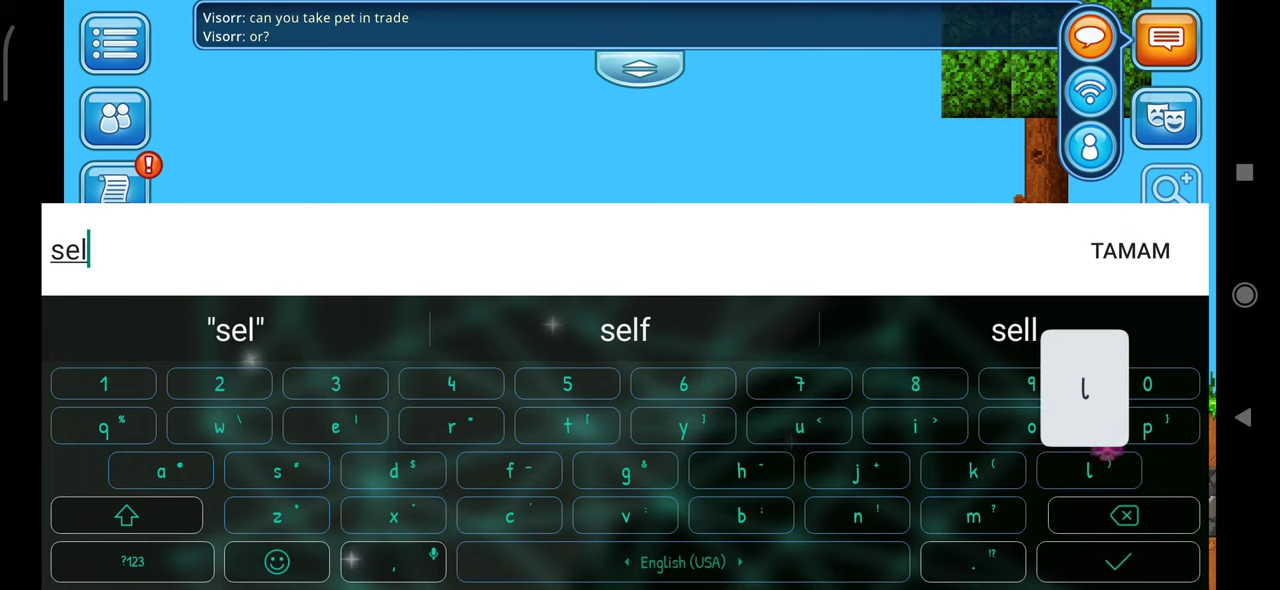 Visorr: can you take pet in trade
Visorr: or?
sel
TAMAM
"sel" self sell
1 2 3 4 5 6 7 8 9 0
q % w \ e | r = t [ y ] u < i > o p }
a s # d $ f g & h - j + k ( l )
l
z x c v : b ; n ! m ?
?123 , English (USA) . !?